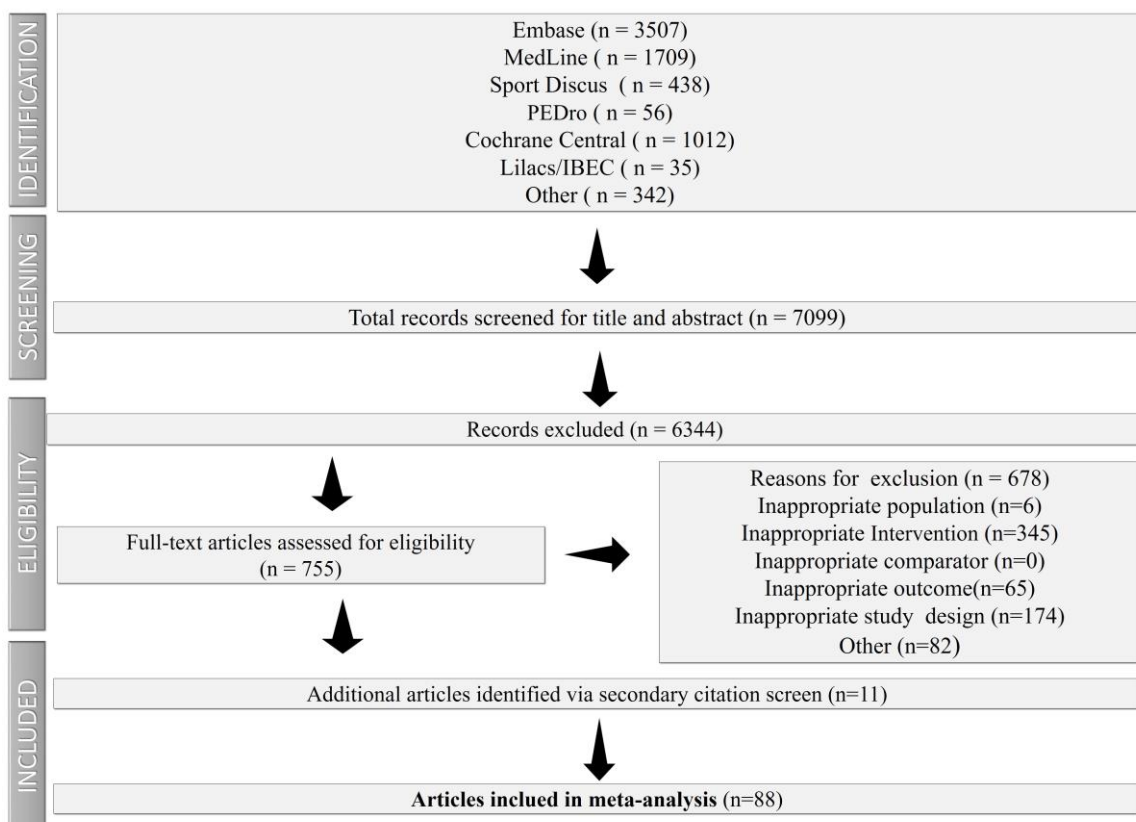 IDENTIFICATION
Embase (n = 3507)
MedLine ( n = 1709)
Sport Discus ( n = 438)
PEDro ( n = 56)
Cochrane Central ( n = 1012)
Lilacs/IBEC ( n = 35)
Other ( n = 342)
SCREENING
Total records screened for title and abstract (n = 7099)
ELIGIBILITY
Records excluded (n = 6344)
Full-text articles assessed for eligibility
(n = 755)
Reasons for exclusion (n = 678)
Inappropriate population (n=6)
Inappropriate Intervention (n=345)
Inappropriate comparator (n=0)
Inappropriate outcome(n=65)
Inappropriate study design (n=174)
Other (n=82)
INCLUDED
Additional articles identified via secondary citation screen (n=11)
Articles inclued in meta-analysis (n=88)